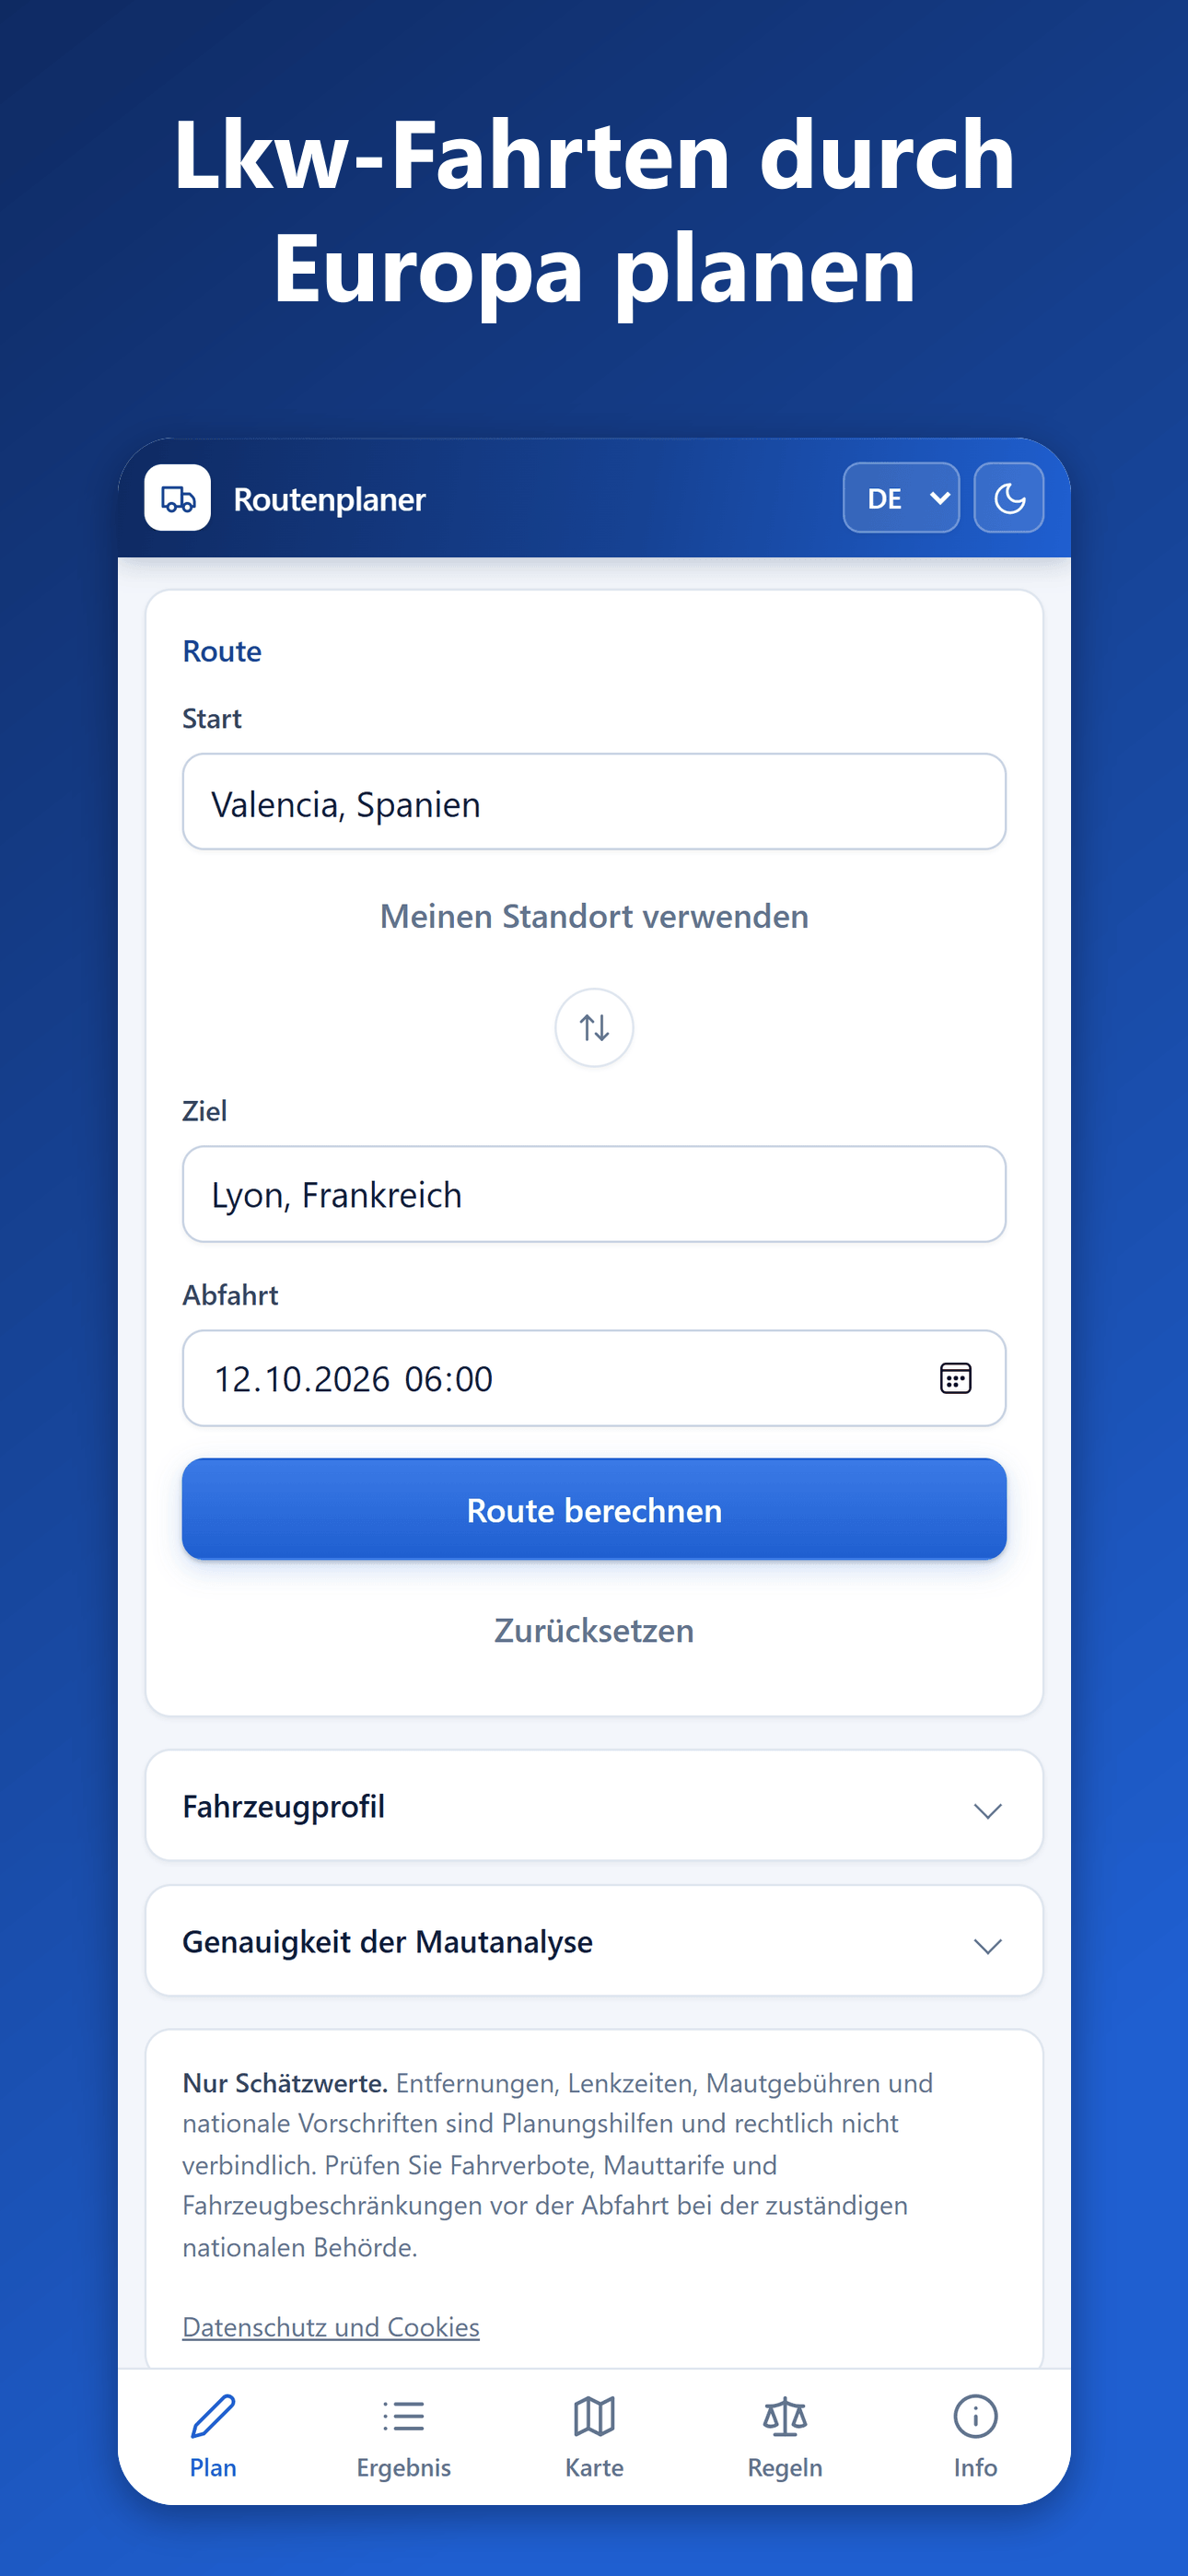 Lkw-Fahrten durch
Europa planen
Routenplaner
DE
Route
Start
Valencia, Spanien
Meinen Standort verwenden
Ziel
Lyon, Frankreich
Abfahrt
12.10.2026 06:00
Route berechnen
Zurücksetzen
Fahrzeugprofil
Genauigkeit der Mautanalyse
Nur Schätzwerte. Entfernungen, Lenkzeiten, Mautgebühren und
nationale Vorschriften sind Planungshilfen und rechtlich nicht
verbindlich. Prüfen Sie Fahrverbote, Mauttarife und
Fahrzeugbeschränkungen vor der Abfahrt bei der zuständigen
nationalen Behörde.
Datenschutz und Cookies
Plan
Ergebnis
Karte
Regeln
Info